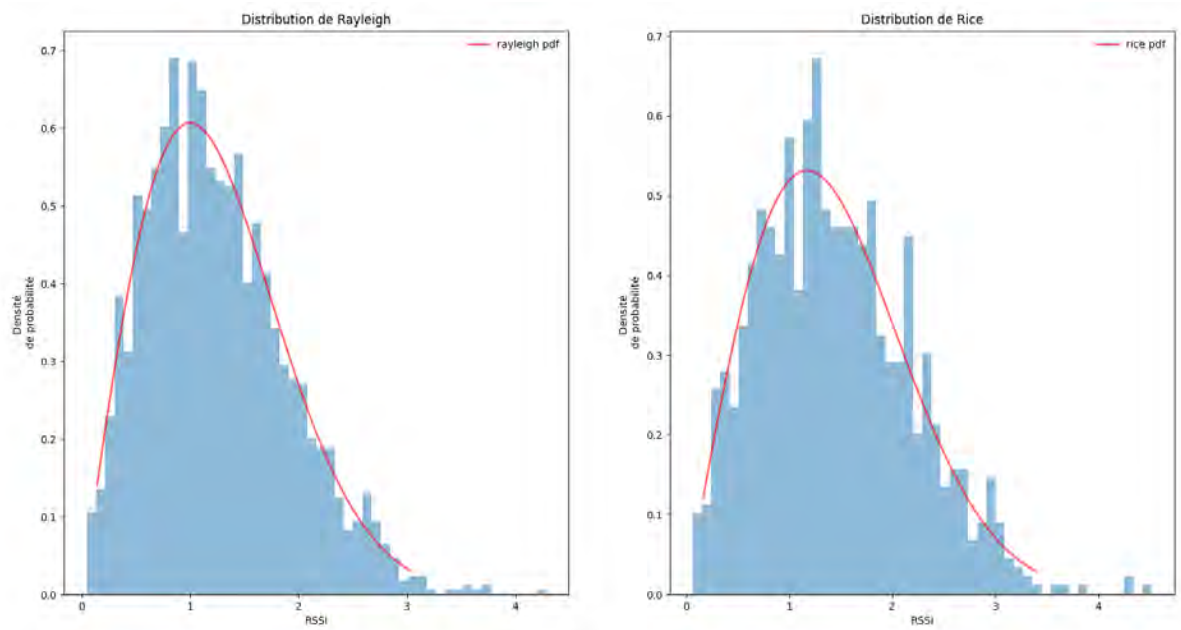 Distribution de Rayleigh
rayleigh pdf
0.7
0.6
0.5
0.4
0.3
0.2
0.1
0.0
Densité
de probabilité
0
1
2
3
4
RSSI
Distribution de Rice
rice pdf
0.7
0.6
0.5
0.4
0.3
0.2
0.1
0.0
Densité
de probabilité
0
1
2
3
4
RSSI